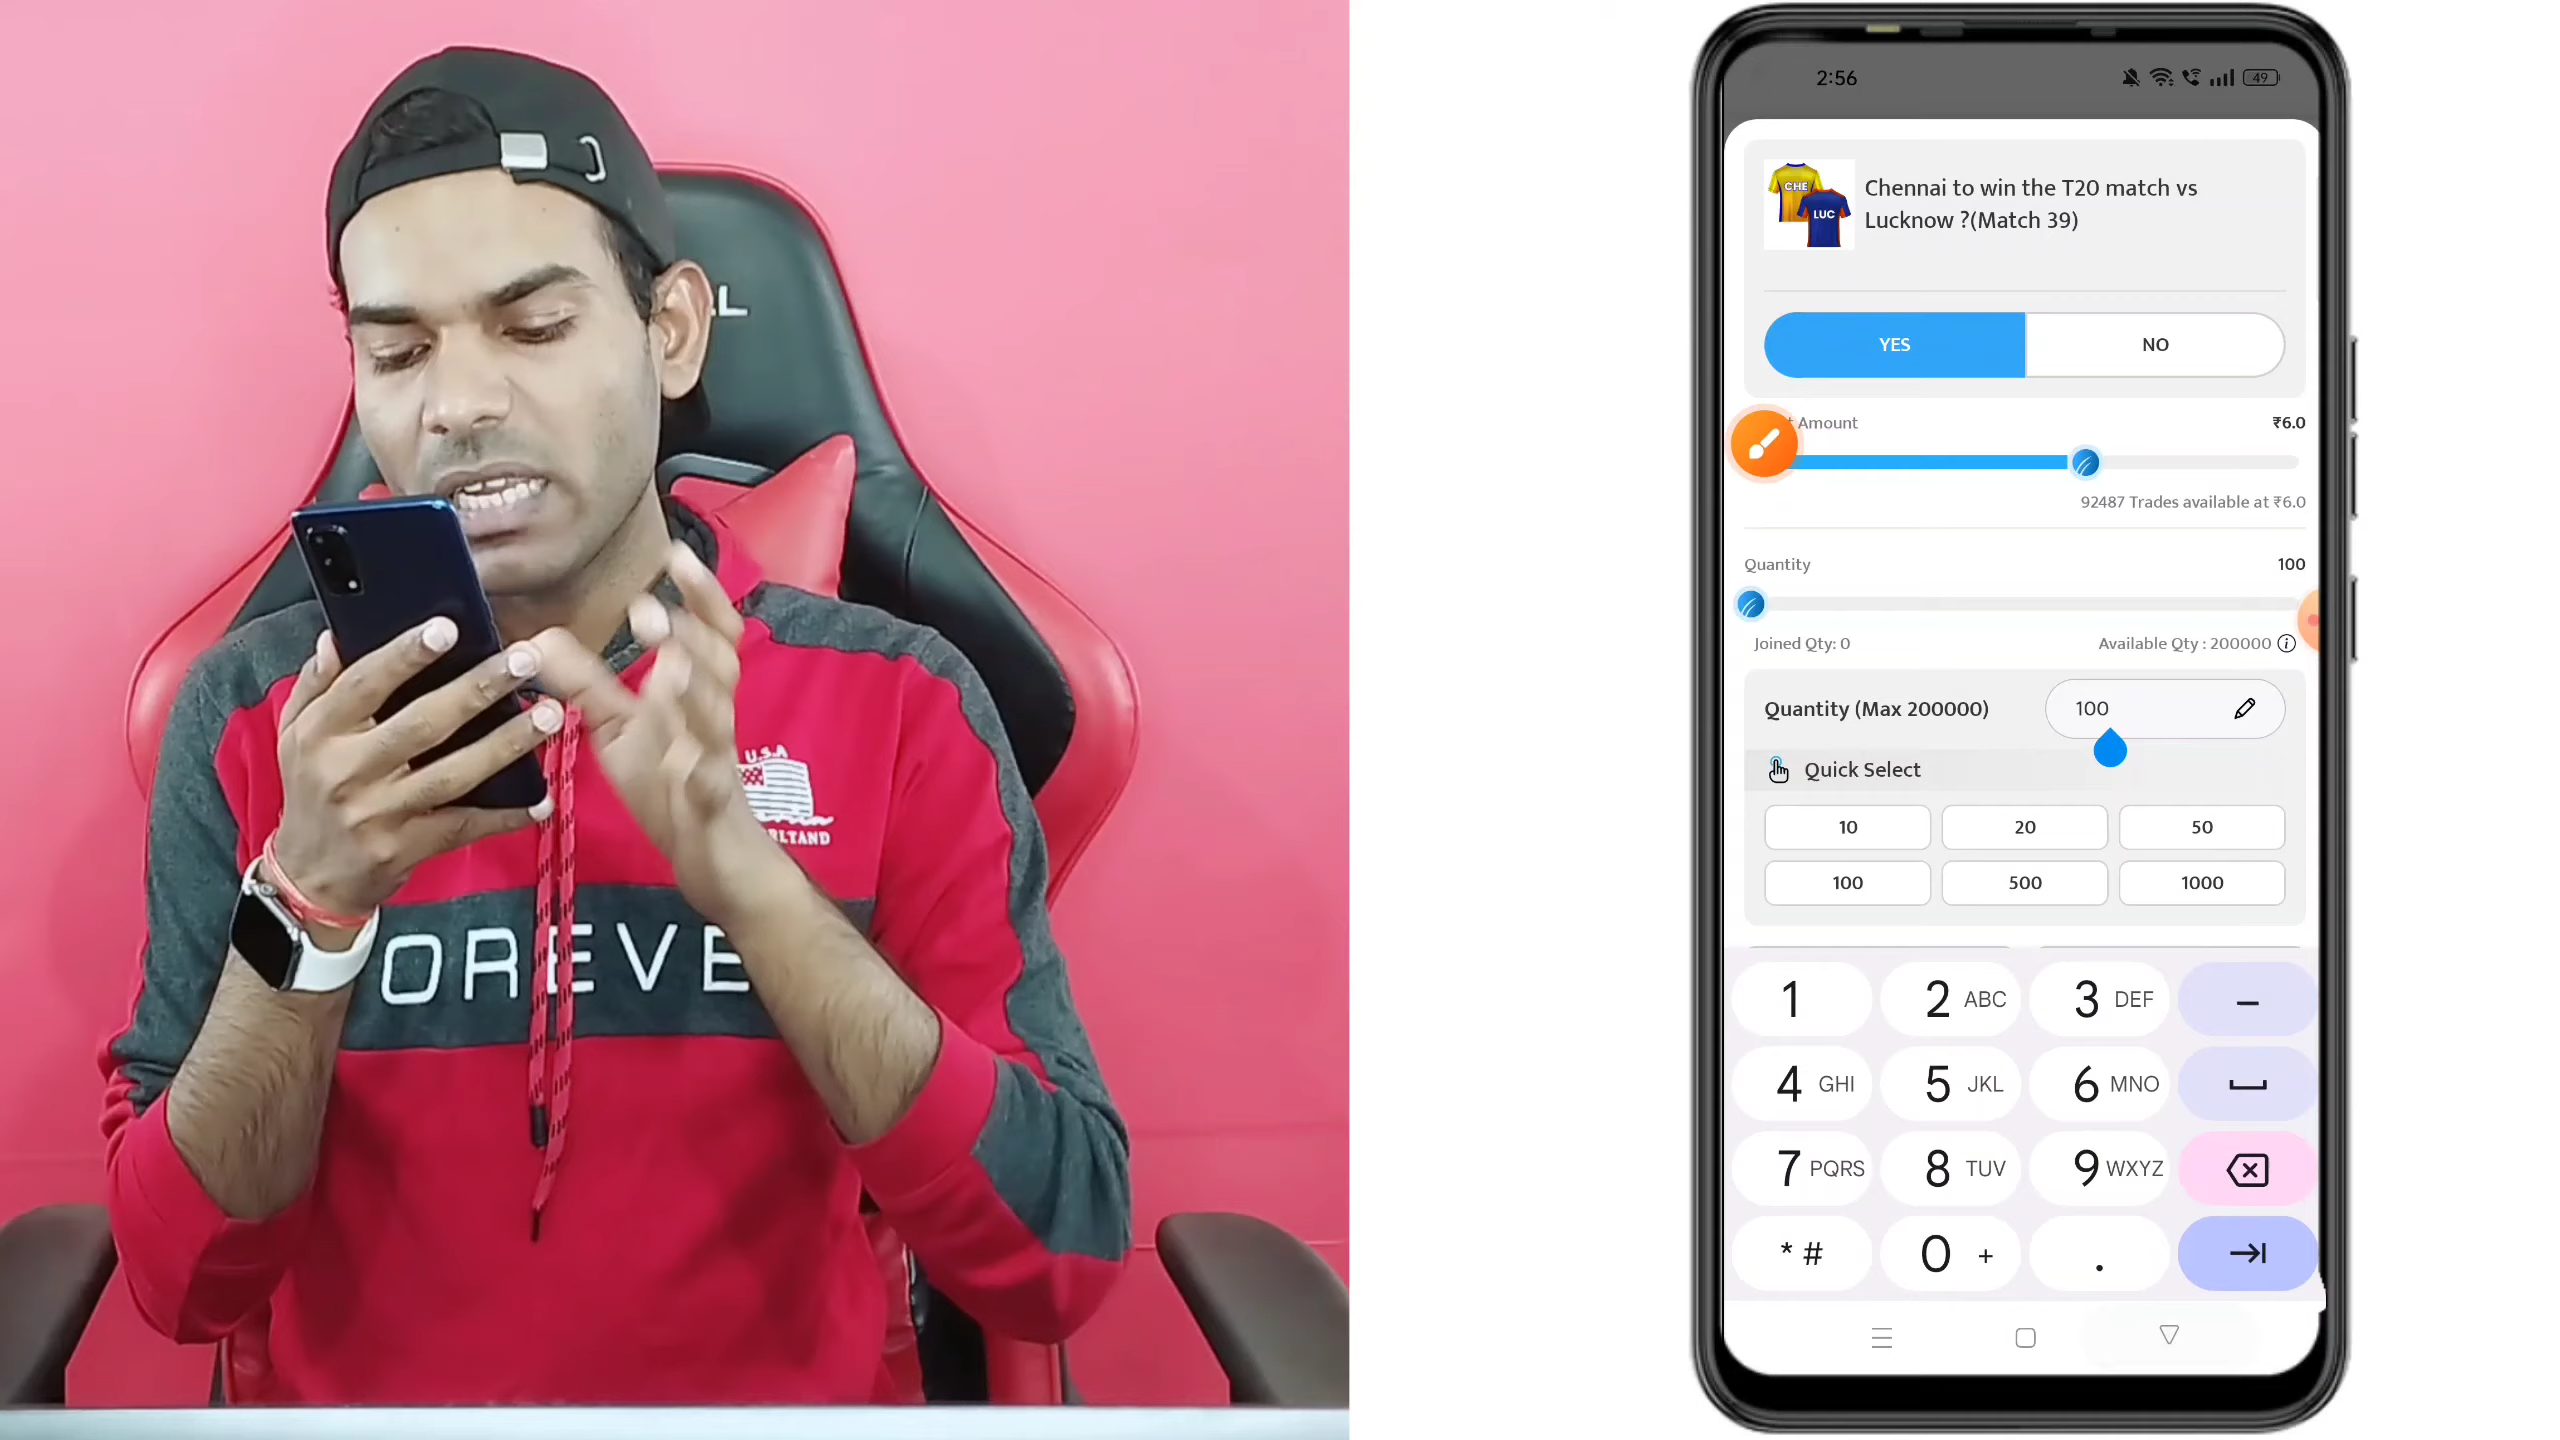 LL
U.S.A
RLTAND
OREVE
2:56
49
CHE
LUC
Chennai to win the T20 match vs
Lucknow ?(Match 39)
YES NO
Amount ₹6.0
92487 Trades available at ₹6.0
Quantity 100
Joined Qty: 0 Available Qty : 200000
Quantity (Max 200000) 100
Quick Select
10 20 50
100 500 1000
1 2 ABC 3 DEF –
4 GHI 5 JKL 6 MNO
7 PQRS 8 TUV 9 WXYZ
* # 0 + .